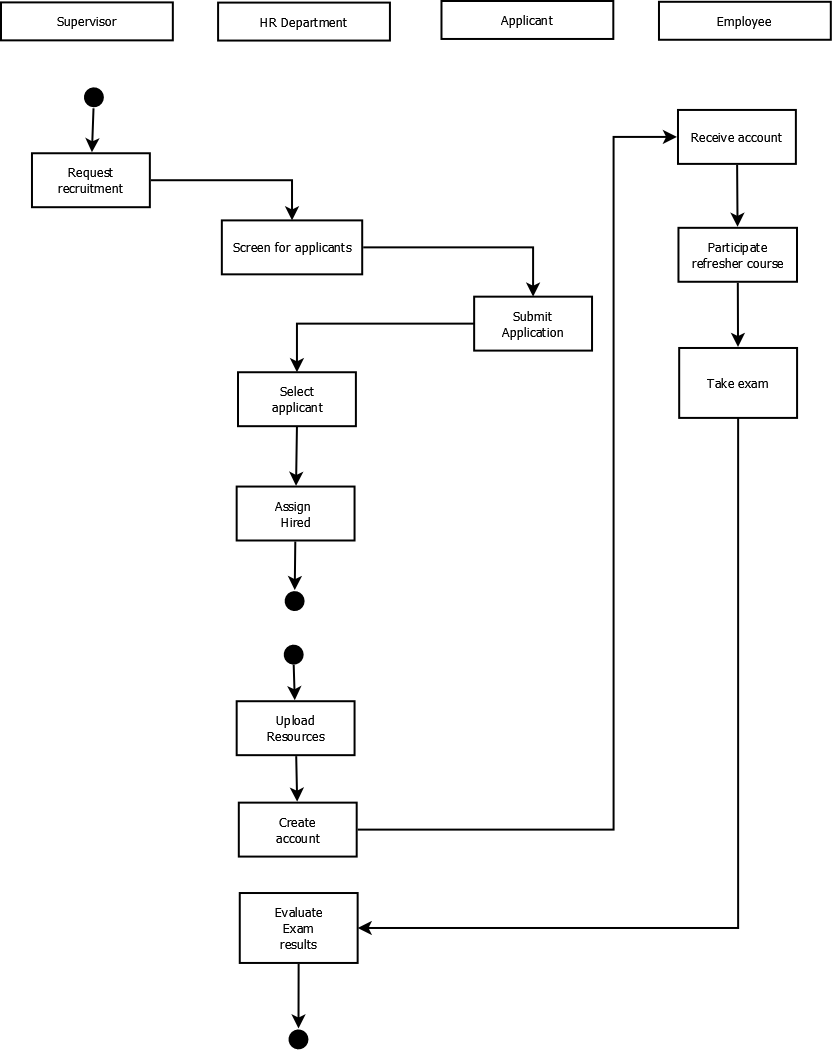 Supervisor
HR Department
Applicant
Employee
Request
recruitment
Screen for applicants
Submit
Application
Select
applicant
Assign
Hired
Upload
Resources
Create
account
Evaluate
Exam
results
Receive account
Participate
refresher course
Take exam